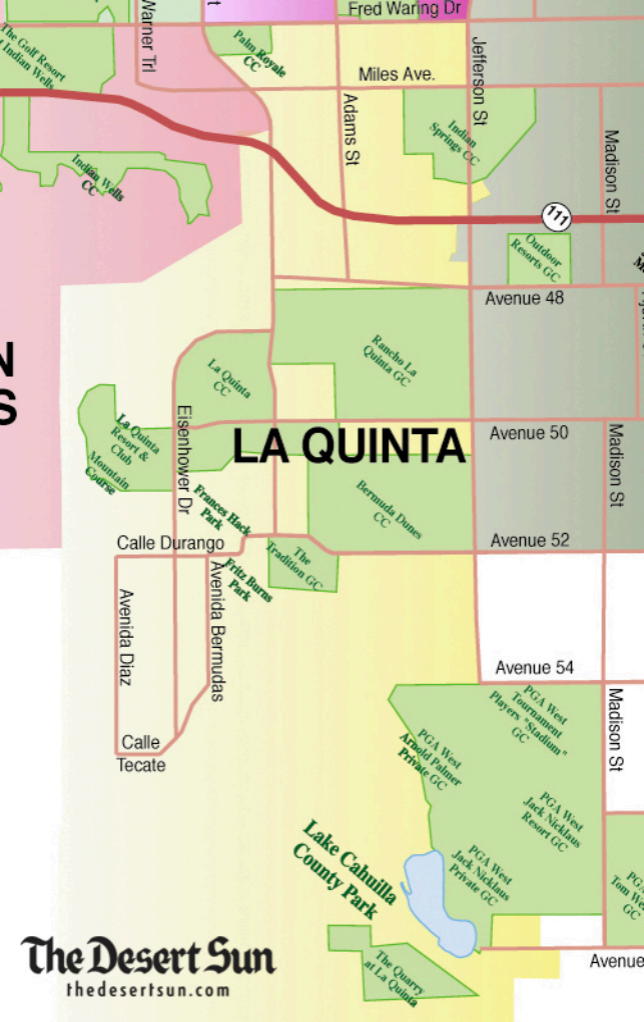 Fred Waring Dr
Warner Trl
t
The Golf Resort
t Indian Wells
Palm Royale
CC
Miles Ave.
Jefferson St
Adams St
Indian
Springs CC
Madison St
Indian Wells
CC
111
Outdoor
Resorts GC
M
Avenue 48
N
S
Rancho La
Quinta GC
La Quinta
CC
Eisenhower Dr
La Quinta
Resort &
Club
Mountain
Course
LA QUINTA
Avenue 50
Madison St
Frances Hack
Park
Bermuda Dunes
CC
Calle Durango
Avenue 52
The
Tradition GC
Fritz Burns
Park
Avenida Diaz
Avenida Bermudas
Avenue 54
Madison St
PGA West
Tournament
Players "Stadium"
GC
PGA West
Arnold Palmer
Private GC
Calle
Tecate
PGA West
Jack Nicklaus
Resort GC
PGA West
Jack Nicklaus
Private GC
Lake Cahuilla
County Park
PGA
Tom We
GC
The Quarry
at La Quinta
Avenue
The Desert Sun
thedesertsun.com